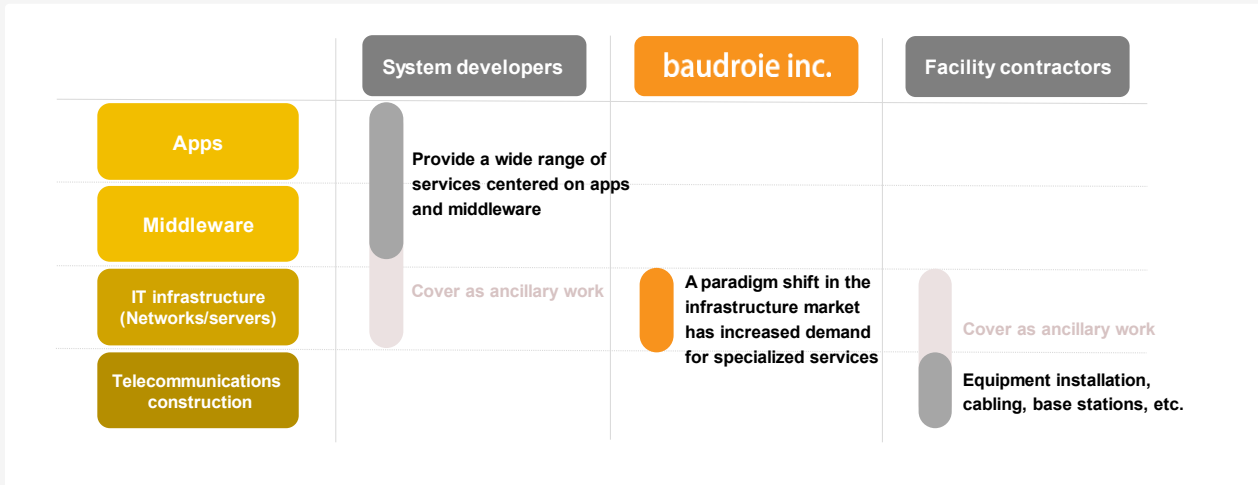 System developers
baudroie inc.
Facility contractors
Apps
Provide a wide range of
services centered on apps
and middleware
Middleware
IT infrastructure
(Networks/servers)
Cover as ancillary work
A paradigm shift in the
infrastructure market
has increased demand
for specialized services
Cover as ancillary work
Telecommunications
construction
Equipment installation,
cabling, base stations, etc.